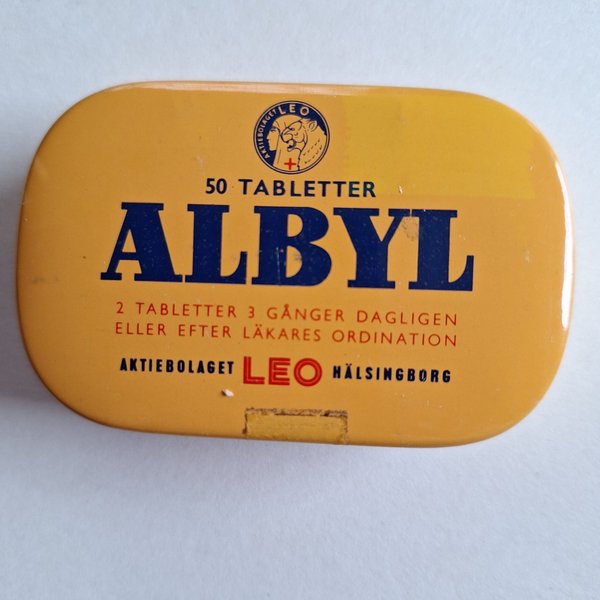 AKTIEBOLAGET LEO
50 TABLETTER
ALBYL
2 TABLETTER 3 GÅNGER DAGLIGEN
ELLER EFTER LÄKARES ORDINATION
AKTIEBOLAGET LEO HÄLSINGBORG